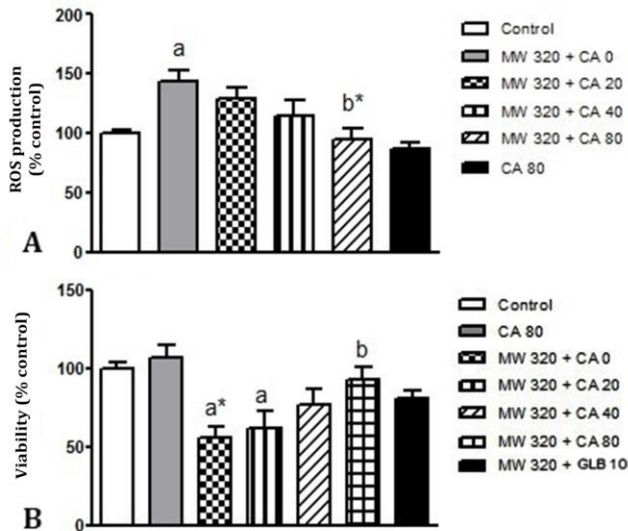 200
150
100
50
0
ROS production
(% control)
a
b*
A
Control
MW 320 + CA 0
MW 320 + CA 20
MW 320 + CA 40
MW 320 + CA 80
CA 80
150
100
50
0
Viability (% control)
a*
a
b
B
Control
CA 80
MW 320 + CA 0
MW 320 + CA 20
MW 320 + CA 40
MW 320 + CA 80
MW 320 + GLB 10